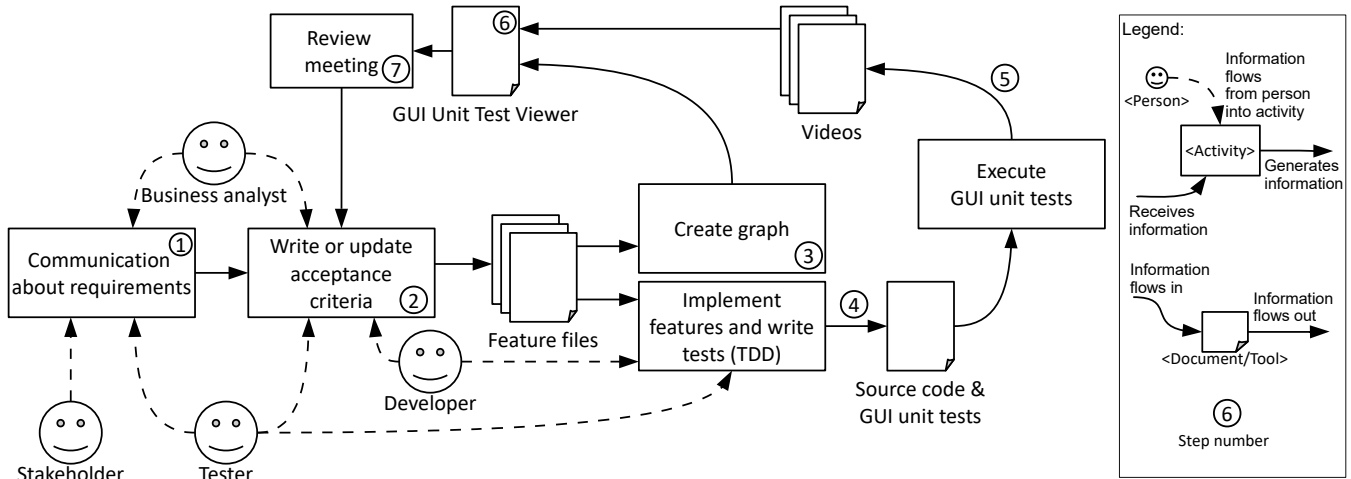 Review
meeting
7
6
GUI Unit Test Viewer
Videos
5
Execute
GUI unit tests
Business analyst
1
Communication
about requirements
Write or update
acceptance
criteria
2
Feature files
Create graph
3
Implement
features and write
tests (TDD)
4
Source code &
GUI unit tests
Developer
Stakeholder
Tester
Legend:
<Person>
Information
flows
from person
into activity
<Activity>
Generates
information
Receives
information
Information
flows in
Information
flows out
<Document/Tool>
6
Step number